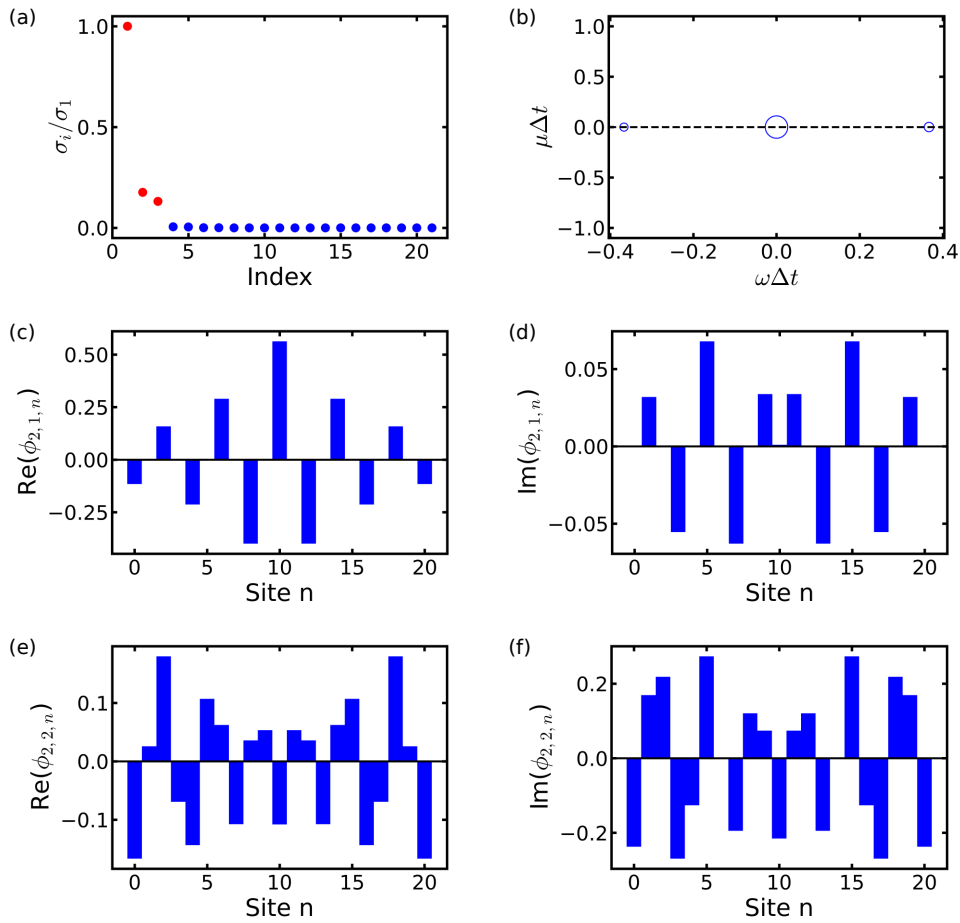 (a)
1.0
0.5
0.0
σ_i/σ_1
0 5 10 15 20
Index
(b)
1.0
0.5
0.0
−0.5
−1.0
μΔt
−0.4 −0.2 0.0 0.2 0.4
ωΔt
(c)
0.50
0.25
0.00
−0.25
Re(ϕ_{2,1,n})
0 5 10 15 20
Site n
(d)
0.05
0.00
−0.05
Im(ϕ_{2,1,n})
0 5 10 15 20
Site n
(e)
0.1
0.0
−0.1
Re(ϕ_{2,2,n})
0 5 10 15 20
Site n
(f)
0.2
0.0
−0.2
Im(ϕ_{2,2,n})
0 5 10 15 20
Site n